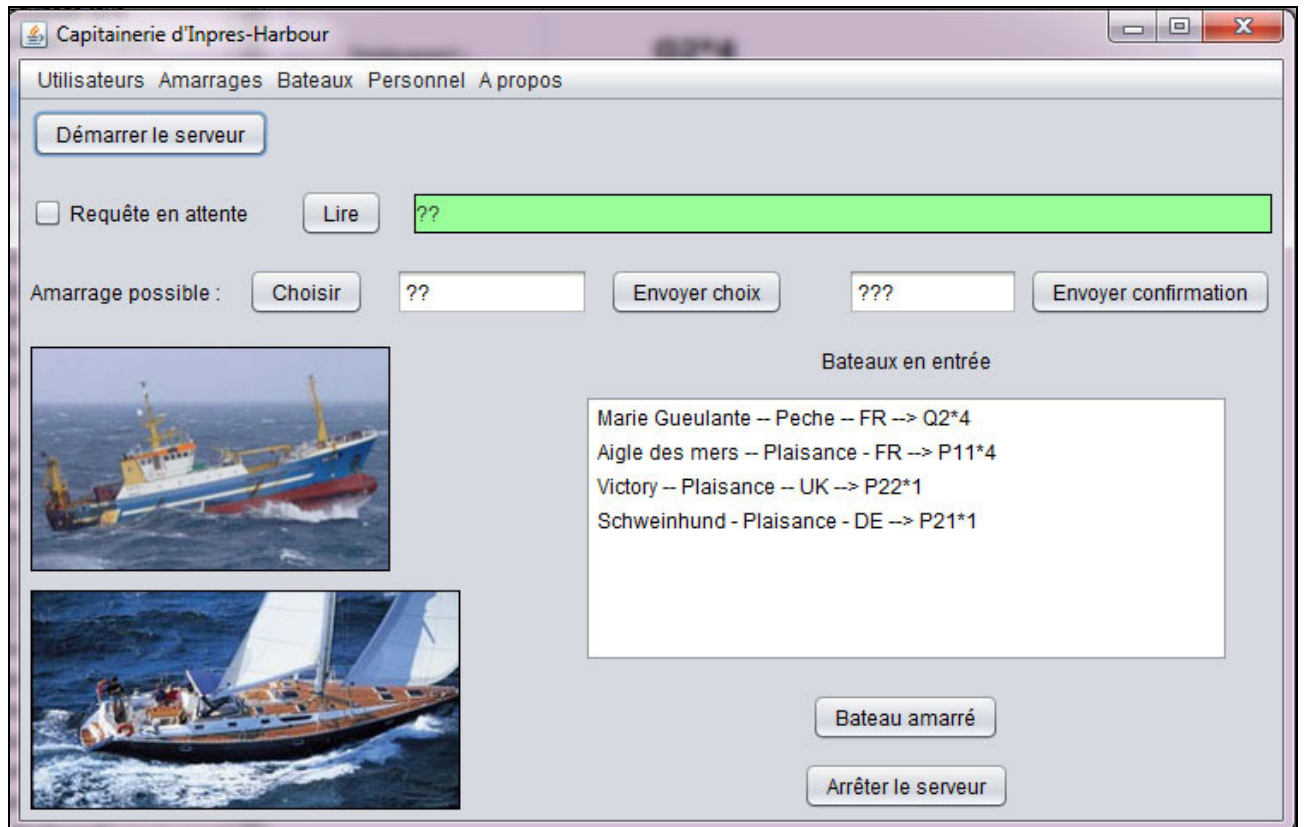 Capitainerie d'Inpres-Harbour
Utilisateurs Amarrages Bateaux Personnel A propos
Démarrer le serveur
Requête en attente Lire ??
Amarrage possible : Choisir ?? Envoyer choix ??? Envoyer confirmation
Bateaux en entrée
Marie Gueulante -- Peche -- FR --> Q2*4
Aigle des mers -- Plaisance - FR --> P11*4
Victory -- Plaisance -- UK --> P22*1
Schweinhund - Plaisance - DE --> P21*1
Bateau amarré
Arrêter le serveur